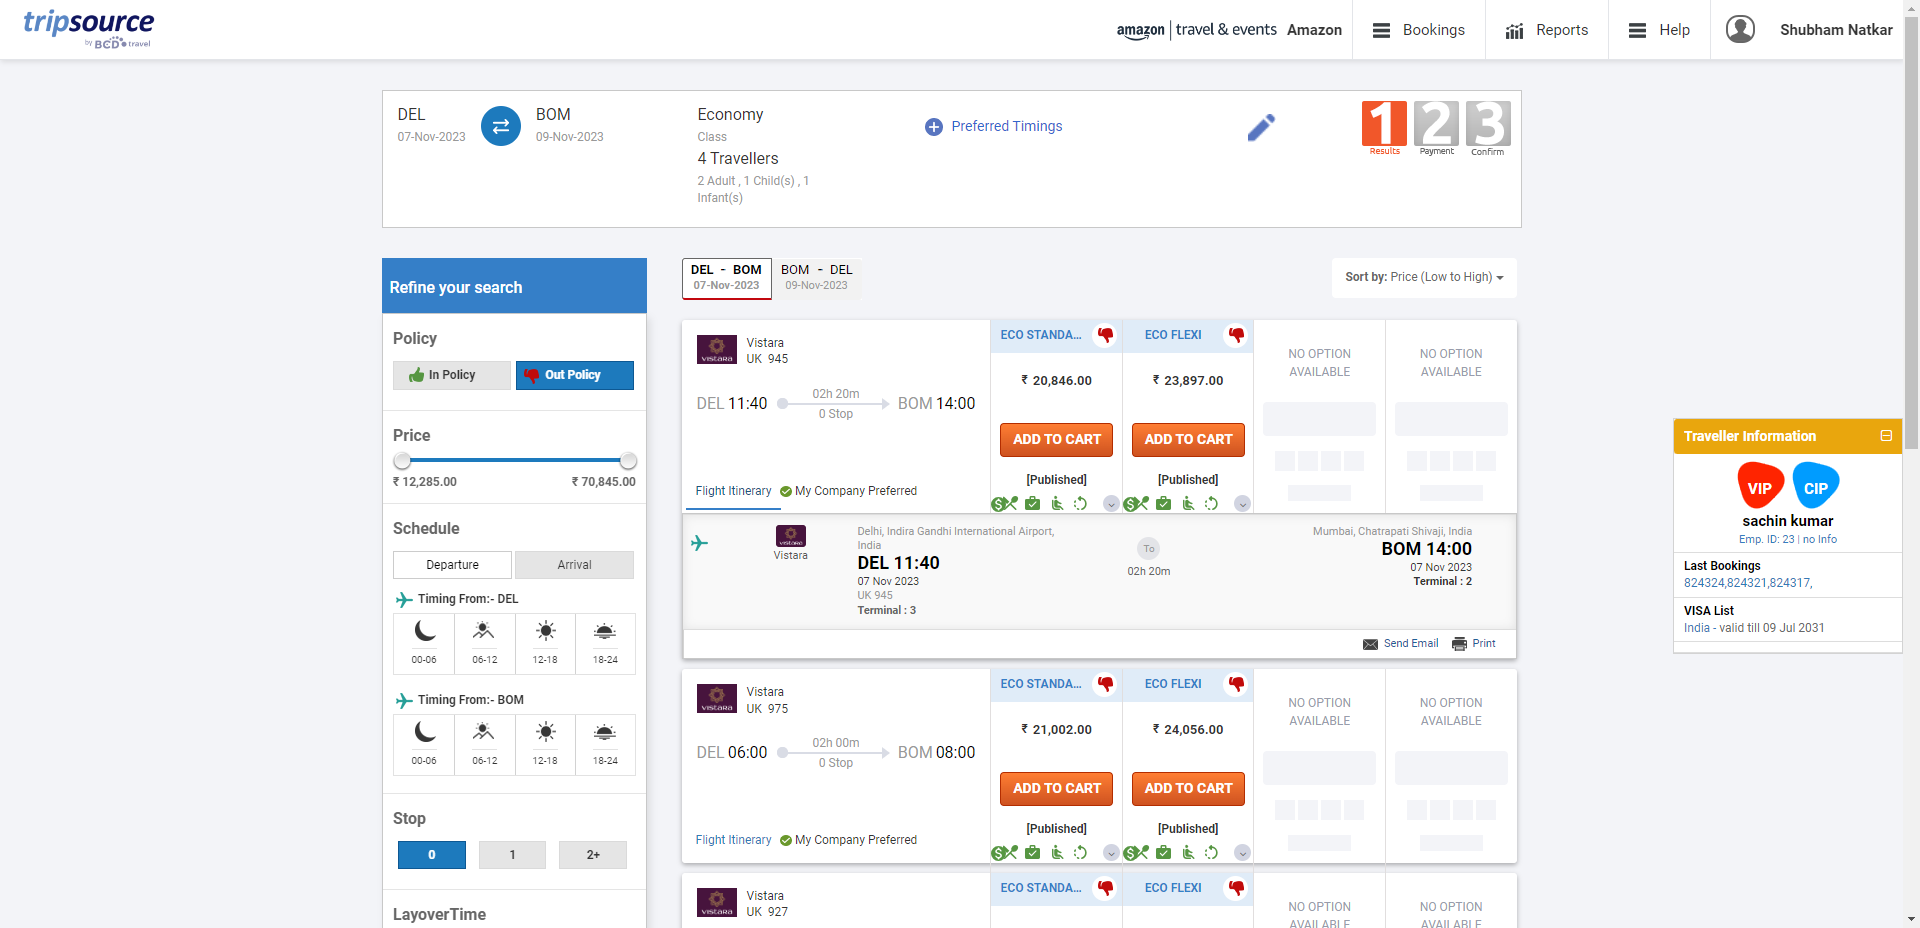 tripsource
by BCD travel
amazon | travel & events Amazon
Bookings
Reports
Help
Shubham Natkar
DEL
07-Nov-2023
BOM
09-Nov-2023
Economy
Class
4 Travellers
2 Adult , 1 Child(s) , 1
Infant(s)
Preferred Timings
1 2 3
Results Payment Confirm
Refine your search
Policy
In Policy Out Policy
Price
₹ 12,285.00 ₹ 70,845.00
Schedule
Departure Arrival
Timing From:- DEL
00-06 06-12 12-18 18-24
Timing From:- BOM
00-06 06-12 12-18 18-24
Stop
0 1 2+
LayoverTime
DEL - BOM
07-Nov-2023
BOM - DEL
09-Nov-2023
Sort by: Price (Low to High)
VISTARA
Vistara
UK 945
DEL 11:40
02h 20m
0 Stop
BOM 14:00
Flight Itinerary My Company Preferred
ECO STANDA...
₹ 20,846.00
ADD TO CART
[Published]
ECO FLEXI
₹ 23,897.00
ADD TO CART
[Published]
NO OPTION
AVAILABLE
NO OPTION
AVAILABLE
VISTARA
Vistara
Delhi, Indira Gandhi International Airport,
India
DEL 11:40
07 Nov 2023
UK 945
Terminal : 3
To
02h 20m
Mumbai, Chatrapati Shivaji, India
BOM 14:00
07 Nov 2023
Terminal : 2
Send Email Print
VISTARA
Vistara
UK 975
DEL 06:00
02h 00m
0 Stop
BOM 08:00
Flight Itinerary My Company Preferred
ECO STANDA...
₹ 21,002.00
ADD TO CART
[Published]
ECO FLEXI
₹ 24,056.00
ADD TO CART
[Published]
NO OPTION
AVAILABLE
NO OPTION
AVAILABLE
VISTARA
Vistara
UK 927
ECO STANDA...
ECO FLEXI
NO OPTION
AVAILABLE
NO OPTION
AVAILABLE
Traveller Information
VIP CIP
sachin kumar
Emp. ID: 23 | no Info
Last Bookings
824324,824321,824317,
VISA List
India - valid till 09 Jul 2031